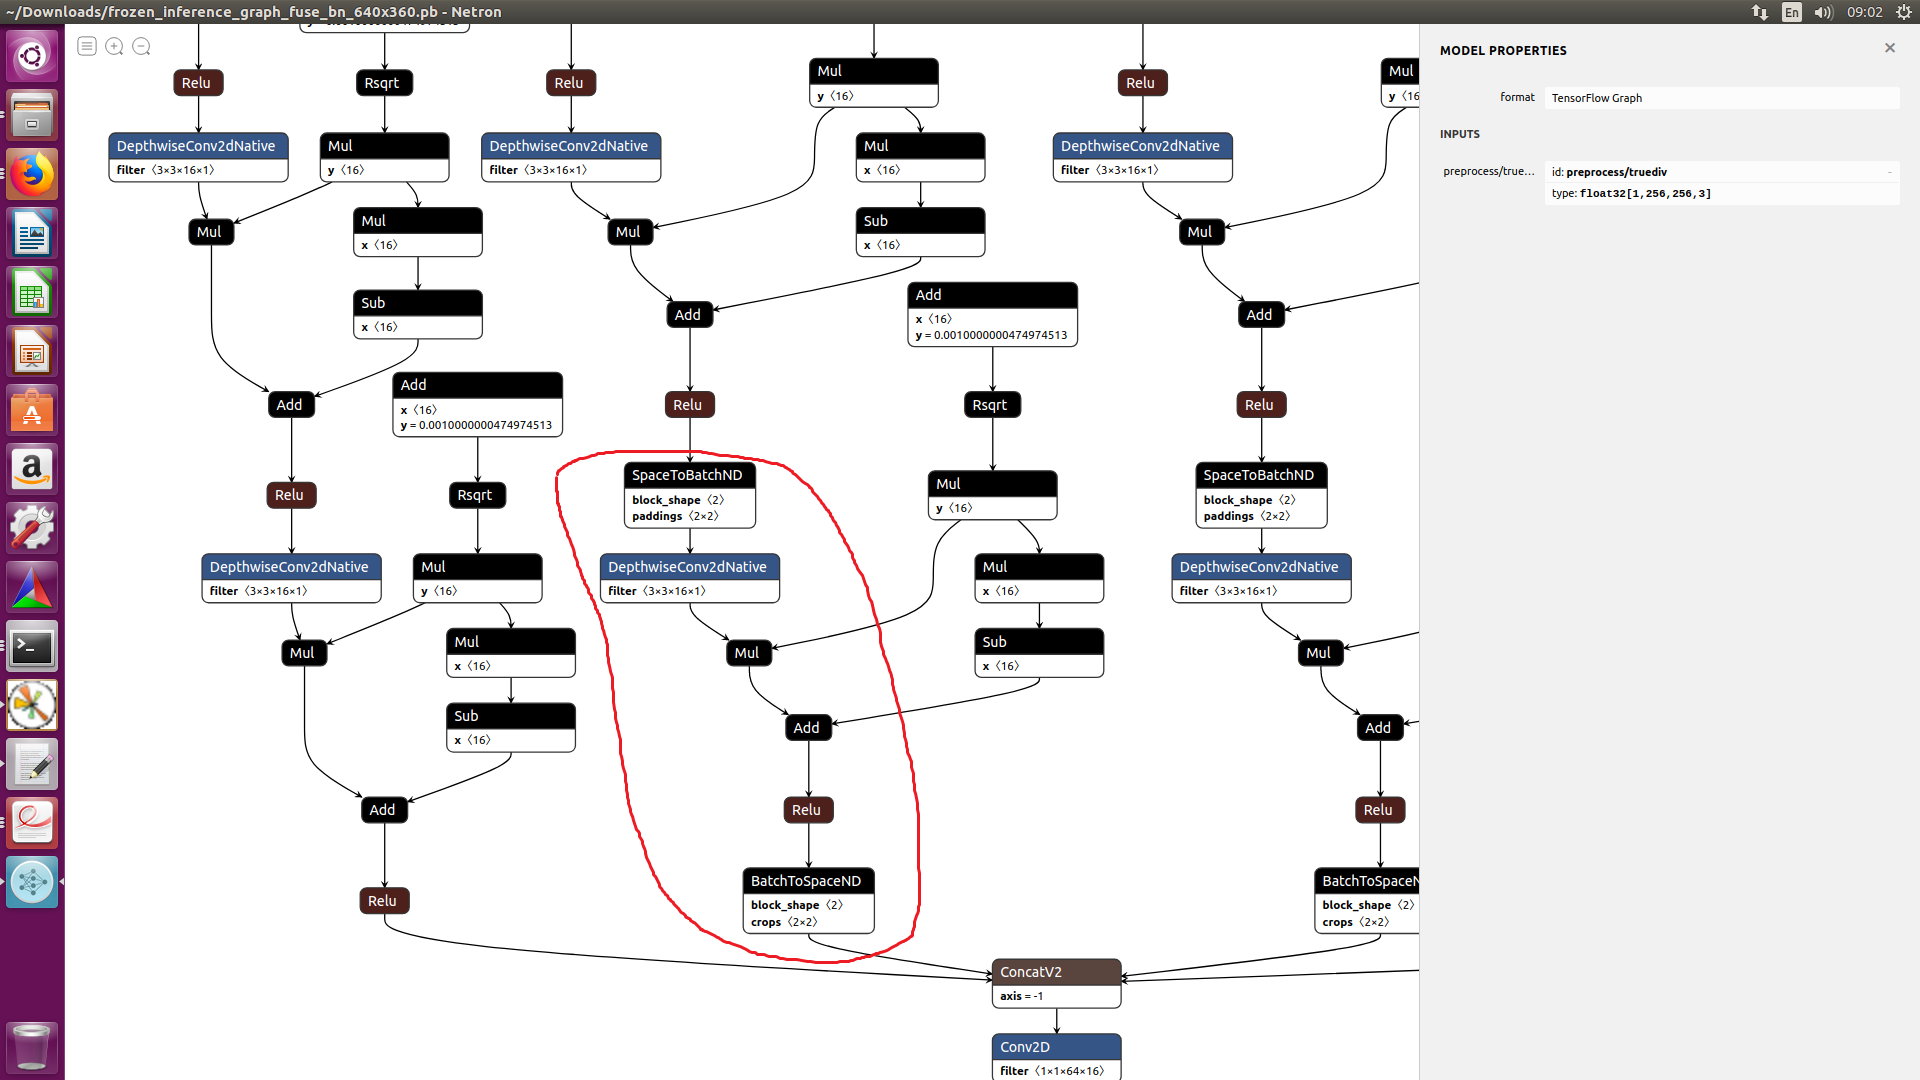 ~/Downloads/frozen_inference_graph_fuse_bn_640x360.pb - Netron
En
09:02
Relu
Rsqrt
Relu
Mul
y〈16〉
Relu
Mul
DepthwiseConv2dNative
filter〈3×3×16×1〉
Mul
y〈16〉
DepthwiseConv2dNative
filter〈3×3×16×1〉
Mul
x〈16〉
DepthwiseConv2dNative
filter〈3×3×16×1〉
Mul
Mul
x〈16〉
Mul
Sub
x〈16〉
Mul
Sub
x〈16〉
Add
Add
x〈16〉
y = 0.0010000000474974513
Add
Add
Add
x〈16〉
y = 0.0010000000474974513
Relu
Rsqrt
Relu
Relu
Rsqrt
SpaceToBatchND
block_shape〈2〉
paddings〈2×2〉
Mul
y〈16〉
SpaceToBatchND
block_shape〈2〉
paddings〈2×2〉
DepthwiseConv2dNative
filter〈3×3×16×1〉
Mul
y〈16〉
DepthwiseConv2dNative
filter〈3×3×16×1〉
Mul
x〈16〉
DepthwiseConv2dNative
filter〈3×3×16×1〉
Mul
Mul
x〈16〉
Mul
Sub
x〈16〉
Mul
Sub
x〈16〉
Add
Add
Add
Relu
Relu
Relu
BatchToSpaceND
block_shape〈2〉
crops〈2×2〉
BatchToSpaceN
block_shape〈2〉
crops〈2×2〉
ConcatV2
axis = -1
Conv2D
filter〈1×1×64×16〉
MODEL PROPERTIES
format
TensorFlow Graph
INPUTS
preprocess/true...
id: preprocess/truediv
-
type: float32[1,256,256,3]